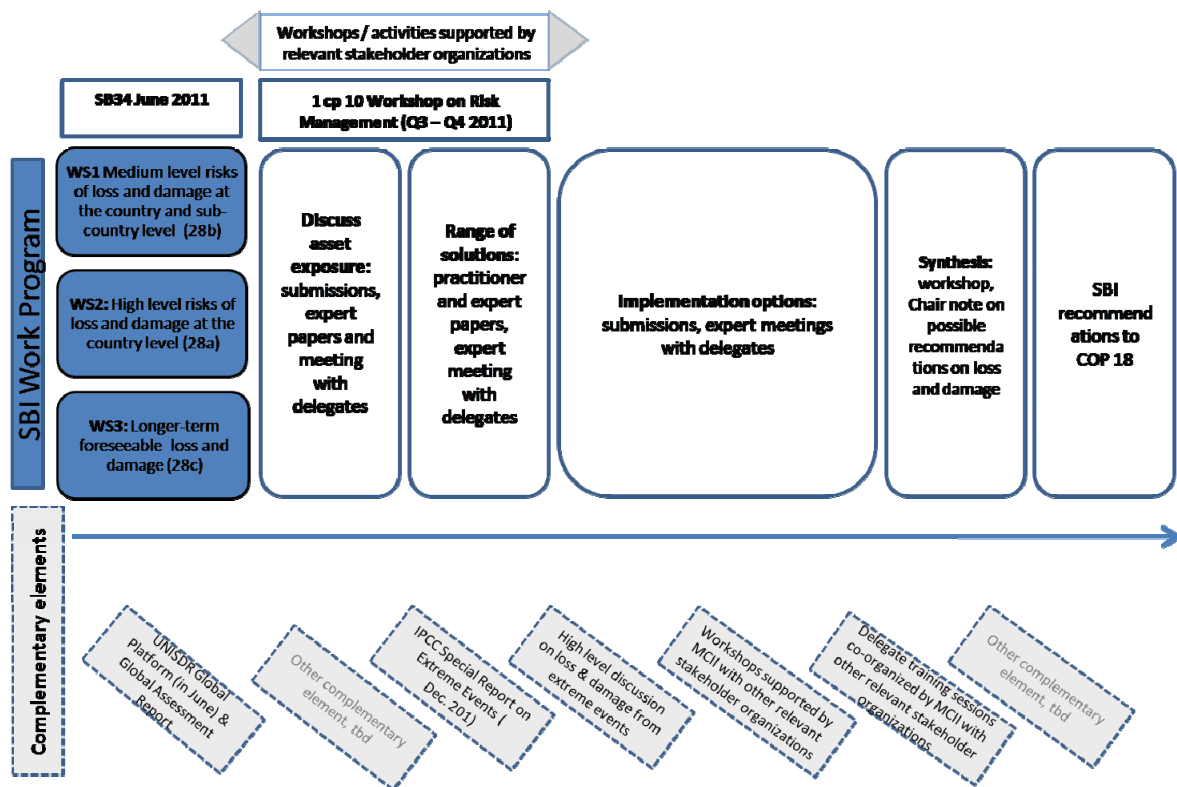 Workshops / activities supported by
relevant stakeholder organizations
SB34 June 2011
1 cp 10 Workshop on Risk
Management (Q3 – Q4 2011)
SBI Work Program
WS1 Medium level risks
of loss and damage at
the country and sub-
country level (28b)
WS2: High level risks of
loss and damage at the
country level (28a)
WS3: Longer-term
foreseeable loss and
damage (28c)
Discuss
asset
exposure:
submissions,
expert
papers and
meeting
with
delegates
Range of
solutions:
practitioner
and expert
papers,
expert
meeting
with
delegates
Implementation options:
submissions, expert meetings
with delegates
Synthesis:
workshop,
Chair note on
possible
recommenda
tions on loss
and damage
SBI
recommend
ations to
COP 18
Complementary elements
UNISDR Global
Platform (in June) &
Global Assessment
Report
Other complementary
element, tbd
IPCC Special Report on
Extreme Events (
Dec. 201)
High level discussion
on loss & damage from
extreme events
Workshops supported by
MCII with other relevant
stakeholder organizations
Delegate training sessions
co-organized by MCII with
other relevant stakeholder
organizations
Other complementary
element, tbd